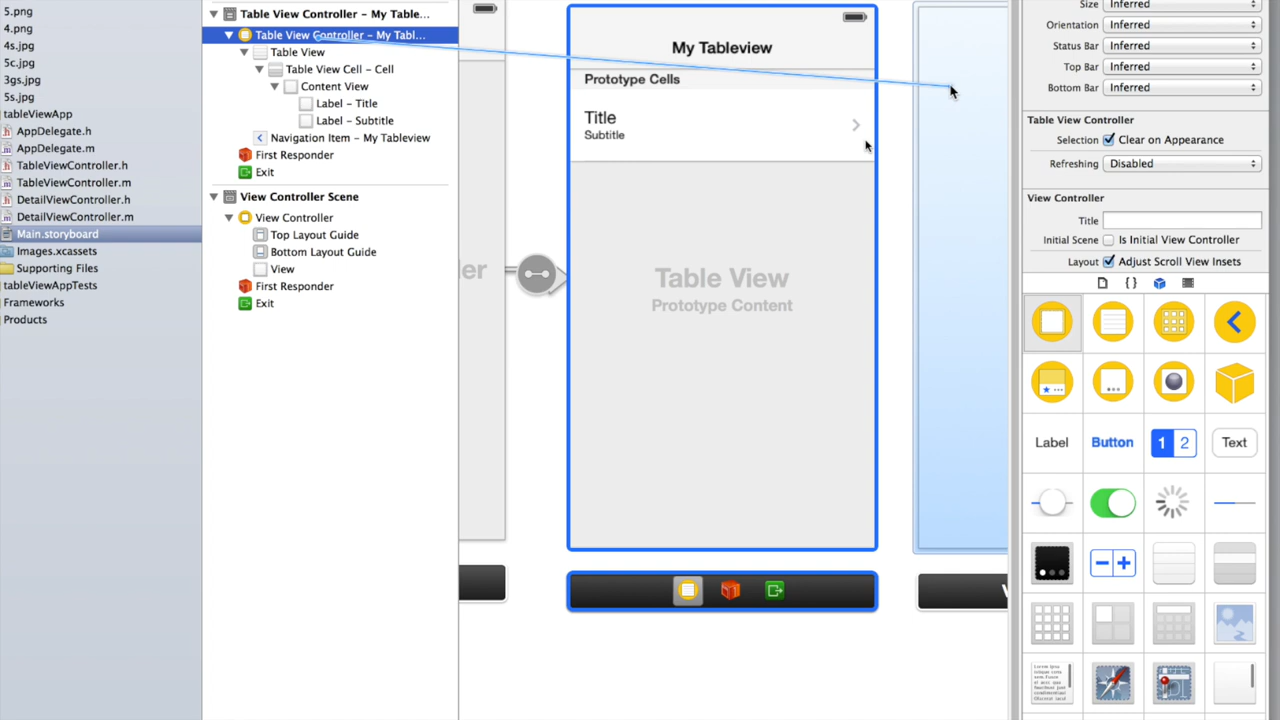 5.png
4.png
4s.jpg
5c.jpg
3gs.jpg
5s.jpg
tableViewApp
AppDelegate.h
AppDelegate.m
TableViewController.h
TableViewController.m
DetailViewController.h
DetailViewController.m
Main.storyboard
Images.xcassets
Supporting Files
tableViewAppTests
Frameworks
Products
Table View Controller – My Table...
Table View Controller – My Tabl...
Table View
Table View Cell – Cell
Content View
Label – Title
Label – Subtitle
Navigation Item – My Tableview
First Responder
Exit
View Controller Scene
View Controller
Top Layout Guide
Bottom Layout Guide
View
First Responder
Exit
ler
My Tableview
Prototype Cells
Title
Subtitle
Table View
Prototype Content
Size Inferred
Orientation Inferred
Status Bar Inferred
Top Bar Inferred
Bottom Bar Inferred
Table View Controller
Selection Clear on Appearance
Refreshing Disabled
View Controller
Title
Initial Scene Is Initial View Controller
Layout Adjust Scroll View Insets
{}
Label Button 1 2 Text